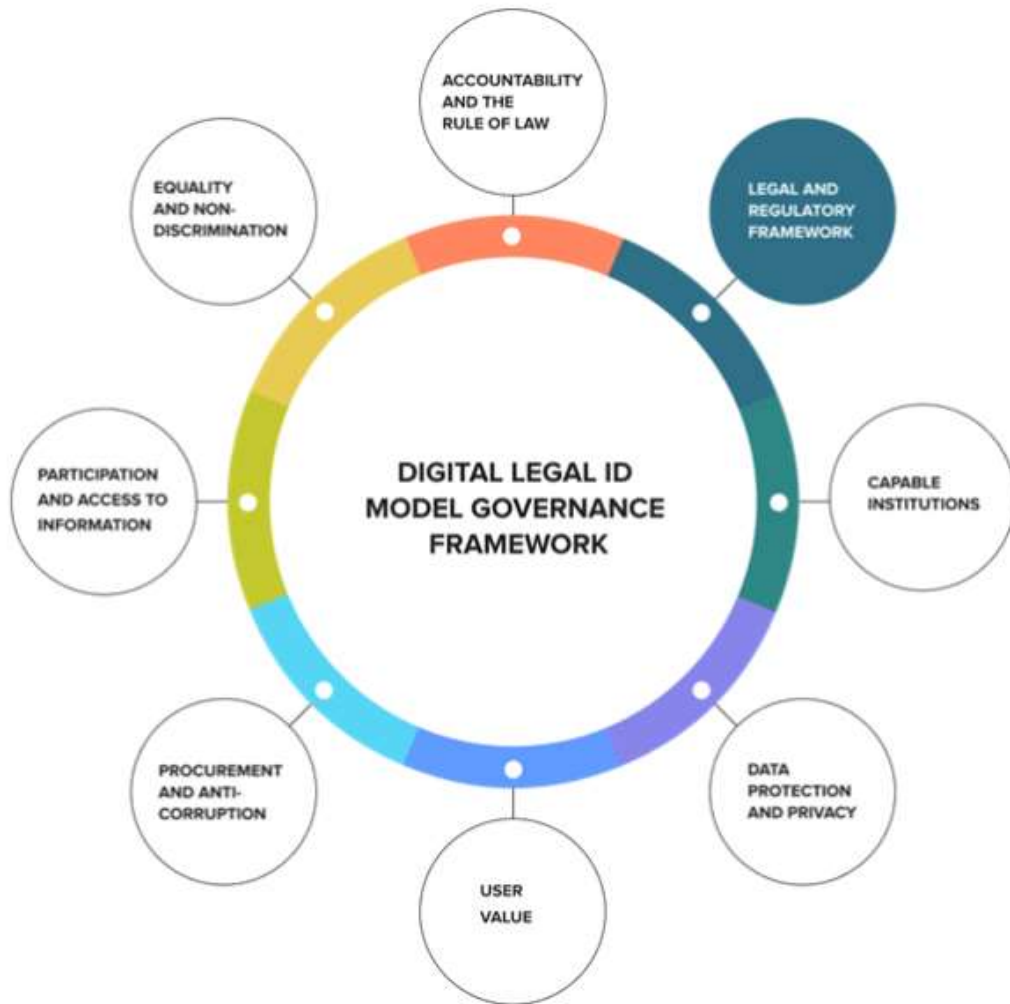 ACCOUNTABILITY
AND THE
RULE OF LAW
LEGAL AND
REGULATORY
FRAMEWORK
CAPABLE
INSTITUTIONS
DATA
PROTECTION
AND PRIVACY
USER
VALUE
PROCUREMENT
AND ANTI-
CORRUPTION
PARTICIPATION
AND ACCESS TO
INFORMATION
EQUALITY
AND NON-
DISCRIMINATION
DIGITAL LEGAL ID
MODEL GOVERNANCE
FRAMEWORK